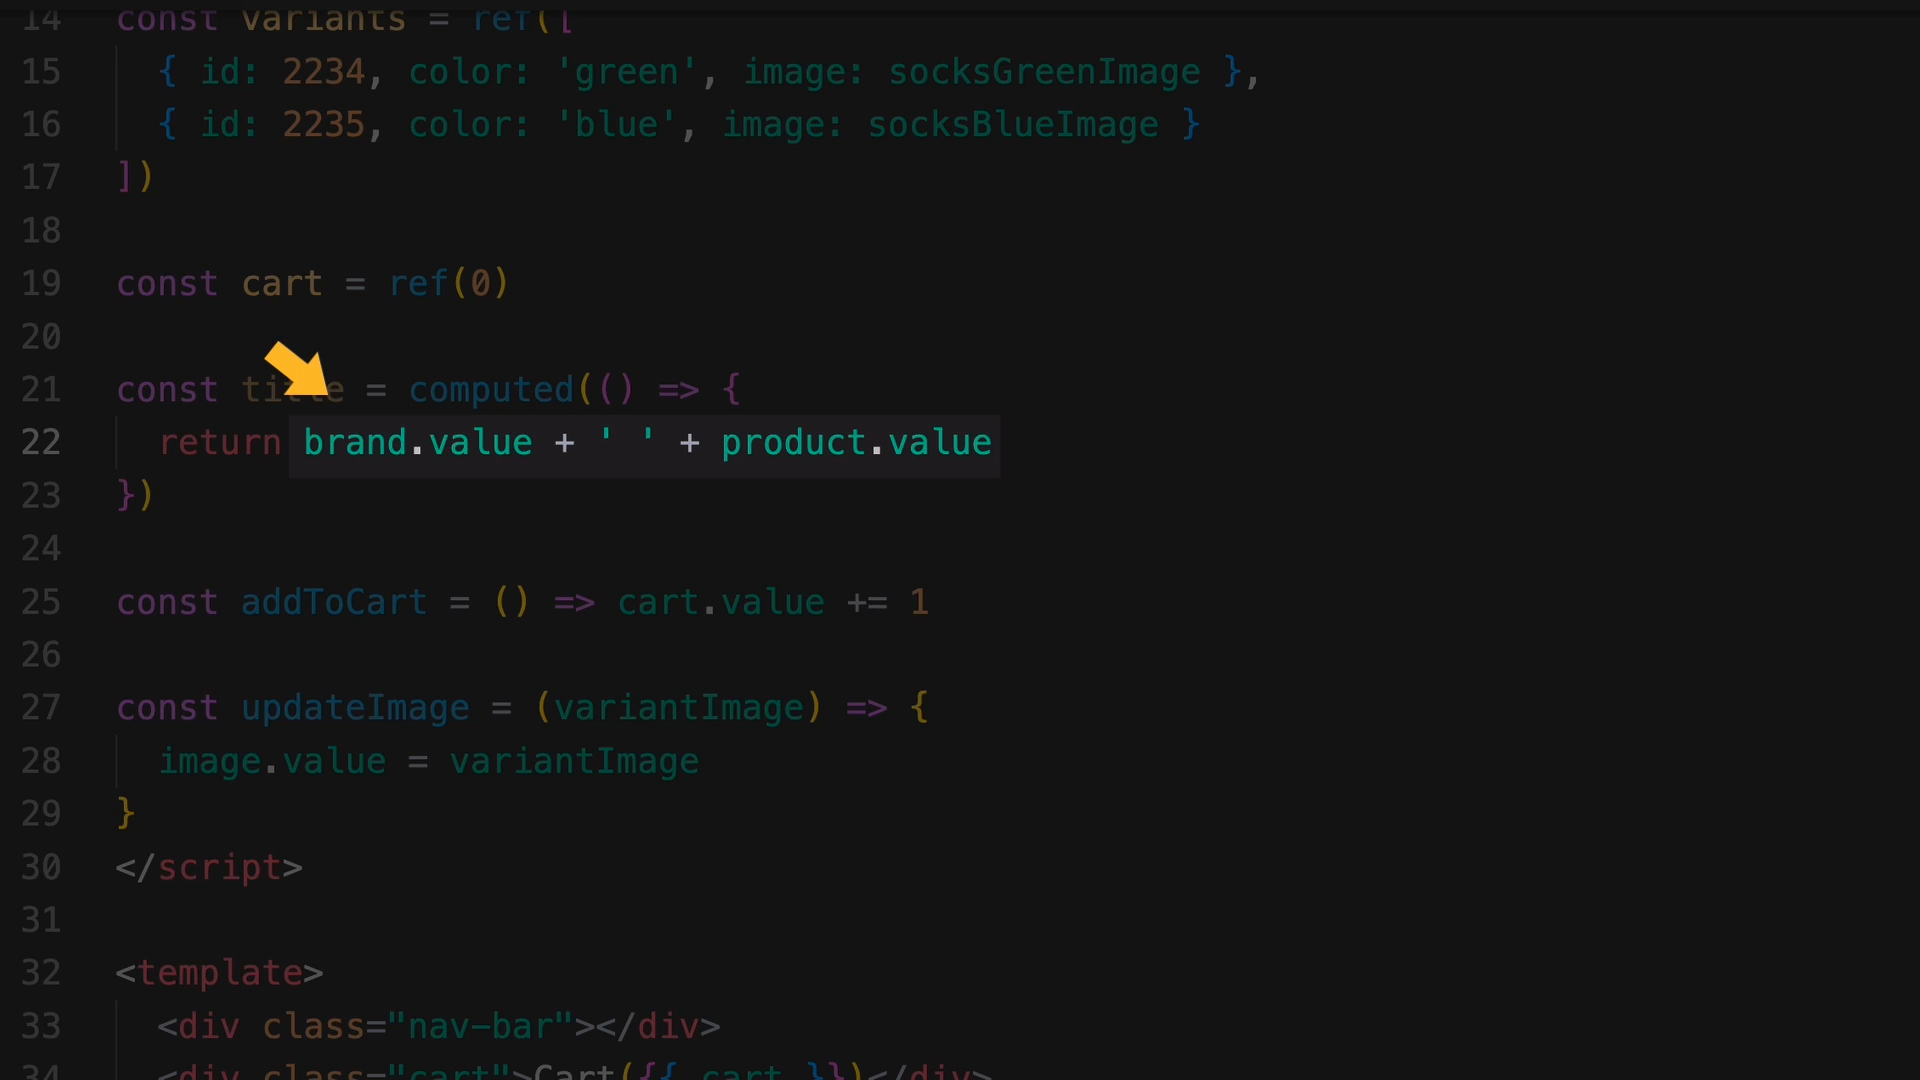 14 const variants = ref([
15 { id: 2234, color: 'green', image: socksGreenImage },
16 { id: 2235, color: 'blue', image: socksBlueImage }
17 ])
18
19 const cart = ref(0)
20
21 const title = computed(() => {
22 return brand.value + ' ' + product.value
23 })
24
25 const addToCart = () => cart.value += 1
26
27 const updateImage = (variantImage) => {
28 image.value = variantImage
29 }
30 </script>
31
32 <template>
33 <div class="nav-bar"></div>
34 <div class="cart">Cart({{ cart }})</div>